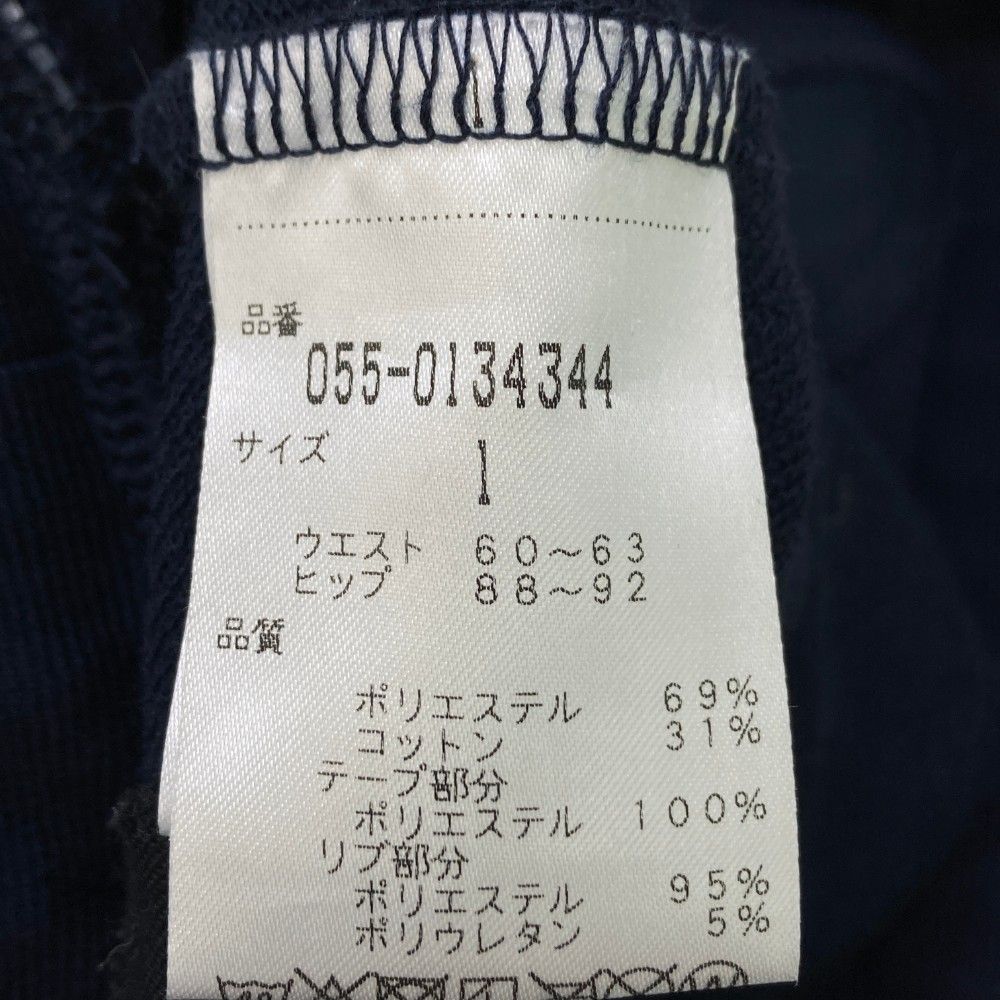 品番
055-0134344
サイズ 1
ウエスト 60～63
ヒップ 88～92
品質
ポリエステル 69%
コットン 31%
テープ部分
ポリエステル 100%
リブ部分
ポリエステル 95%
ポリウレタン 5%